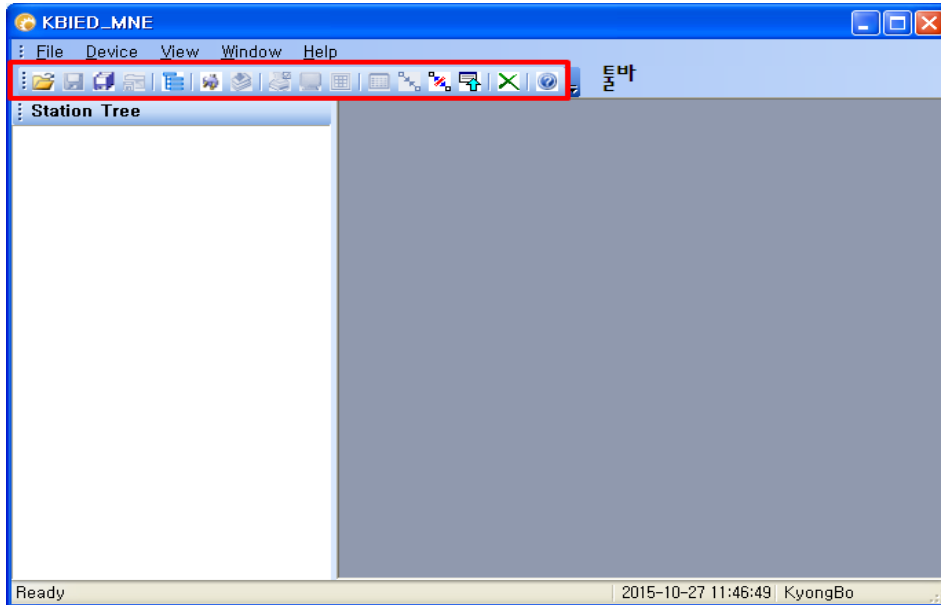 KBIED_MNE
File Device View Window Help
툴바
Station Tree
Ready 2015-10-27 11:46:49 KyongBo